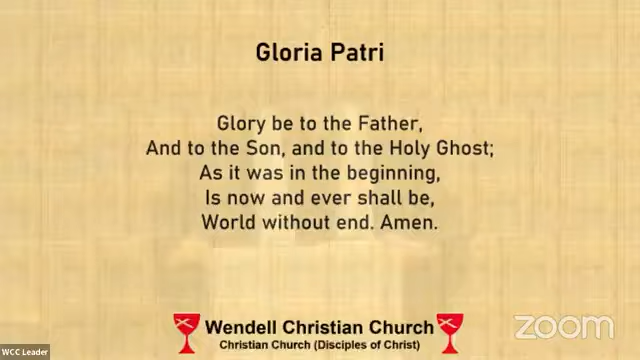 Gloria Patri
Glory be to the Father,
And to the Son, and to the Holy Ghost;
As it was in the beginning,
Is now and ever shall be,
World without end. Amen.
Wendell Christian Church
Christian Church (Disciples of Christ)
zoom
WCC Leader